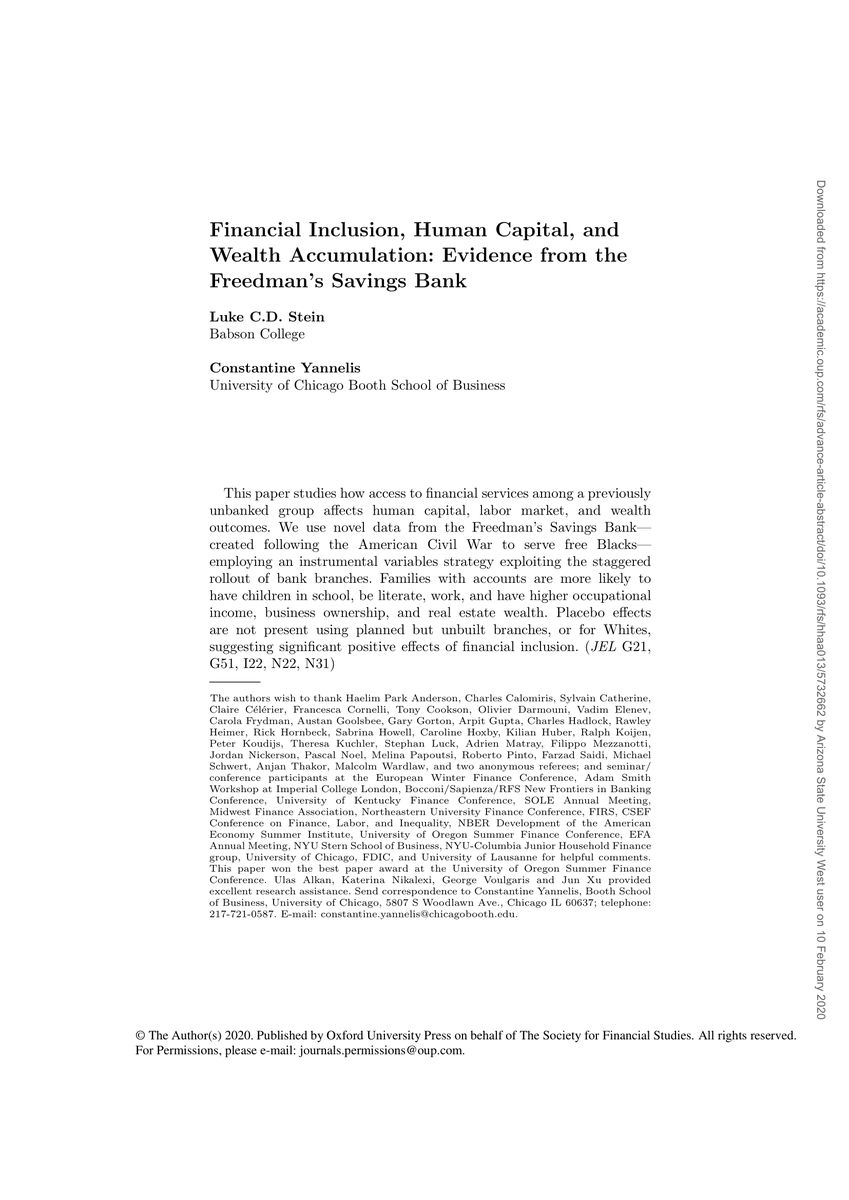 Financial Inclusion, Human Capital, and
Wealth Accumulation: Evidence from the
Freedman's Savings Bank
Luke C.D. Stein
Babson College
Constantine Yannelis
University of Chicago Booth School of Business
This paper studies how access to financial services among a previously
unbanked group affects human capital, labor market, and wealth
outcomes. We use novel data from the Freedman's Savings Bank—
created following the American Civil War to serve free Blacks—
employing an instrumental variables strategy exploiting the staggered
rollout of bank branches. Families with accounts are more likely to
have children in school, be literate, work, and have higher occupational
income, business ownership, and real estate wealth. Placebo effects
are not present using planned but unbuilt branches, or for Whites,
suggesting significant positive effects of financial inclusion. (JEL G21,
G51, I22, N22, N31)
The authors wish to thank Haelim Park Anderson, Charles Calomiris, Sylvain Catherine,
Claire Célérier, Francesca Cornelli, Tony Cookson, Olivier Darmouni, Vadim Elenev,
Carola Frydman, Austan Goolsbee, Gary Gorton, Arpit Gupta, Charles Hadlock, Rawley
Heimer, Rick Hornbeck, Sabrina Howell, Caroline Hoxby, Kilian Huber, Ralph Koijen,
Peter Koudijs, Theresa Kuchler, Stephan Luck, Adrien Matray, Filippo Mezzanotti,
Jordan Nickerson, Pascal Noel, Melina Papoutsi, Roberto Pinto, Farzad Saidi, Michael
Schwert, Anjan Thakor, Malcolm Wardlaw, and two anonymous referees; and seminar/
conference participants at the European Winter Finance Conference, Adam Smith
Workshop at Imperial College London, Bocconi/Sapienza/RFS New Frontiers in Banking
Conference, University of Kentucky Finance Conference, SOLE Annual Meeting,
Midwest Finance Association, Northeastern University Finance Conference, FIRS, CSEF
Conference on Finance, Labor, and Inequality, NBER Development of the American
Economy Summer Institute, University of Oregon Summer Finance Conference, EFA
Annual Meeting, NYU Stern School of Business, NYU-Columbia Junior Household Finance
group, University of Chicago, FDIC, and University of Lausanne for helpful comments.
This paper won the best paper award at the University of Oregon Summer Finance
Conference. Ulas Alkan, Katerina Nikalexi, George Voulgaris and Jun Xu provided
excellent research assistance. Send correspondence to Constantine Yannelis, Booth School
of Business, University of Chicago, 5807 S Woodlawn Ave., Chicago IL 60637; telephone:
217-721-0587. E-mail: constantine.yannelis@chicagobooth.edu.
© The Author(s) 2020. Published by Oxford University Press on behalf of The Society for Financial Studies. All rights reserved.
For Permissions, please e-mail: journals.permissions@oup.com.
Downloaded from https://academic.oup.com/rfs/advance-article-abstract/doi/10.1093/rfs/hhaa013/5732662 by Arizona State University West user on 10 February 2020